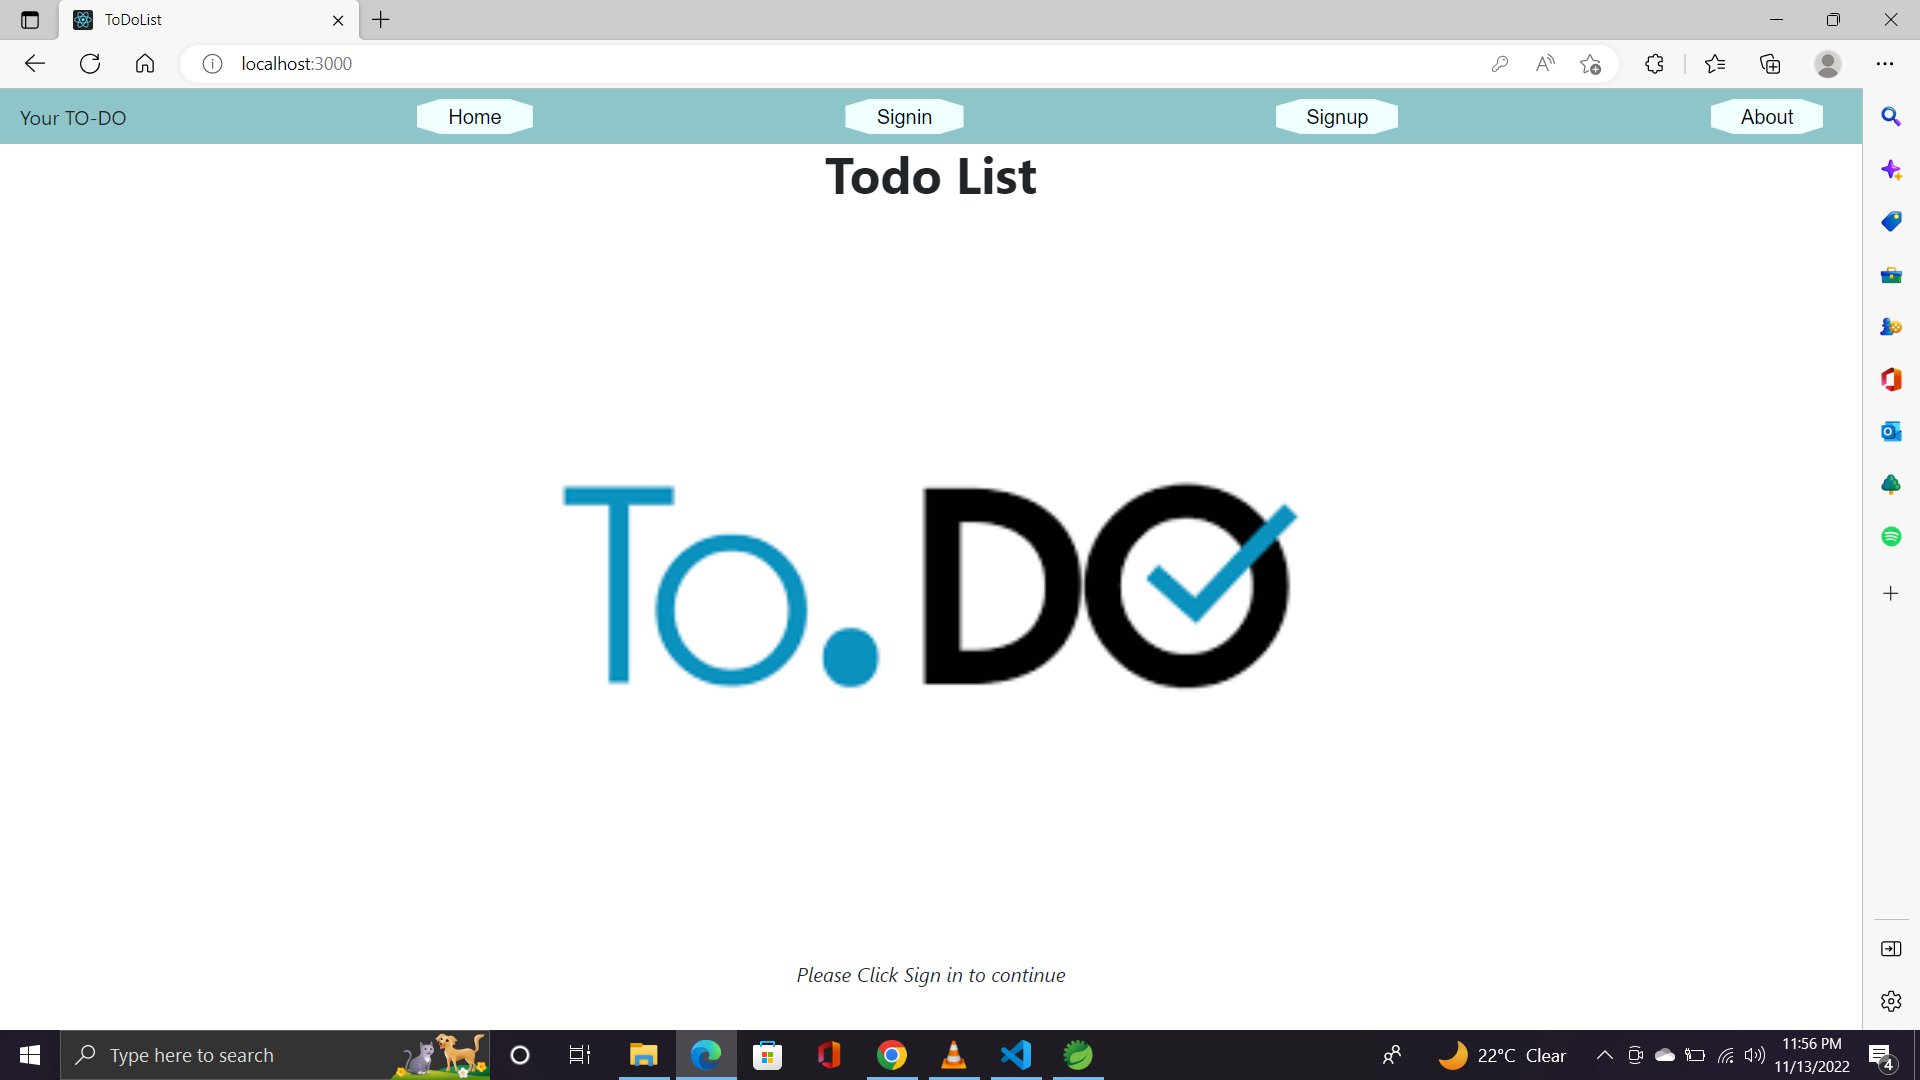 ToDoList
localhost:3000
Your TO-DO
Home
Signin
Signup
About
Todo List
To. DO
Please Click Sign in to continue
Type here to search
22°C Clear
11:56 PM
11/13/2022
4